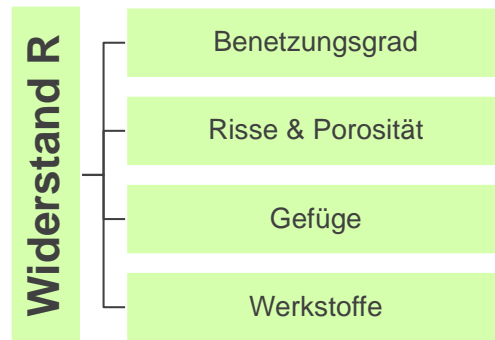 Widerstand R
Benetzungsgrad
Risse & Porosität
Gefüge
Werkstoffe